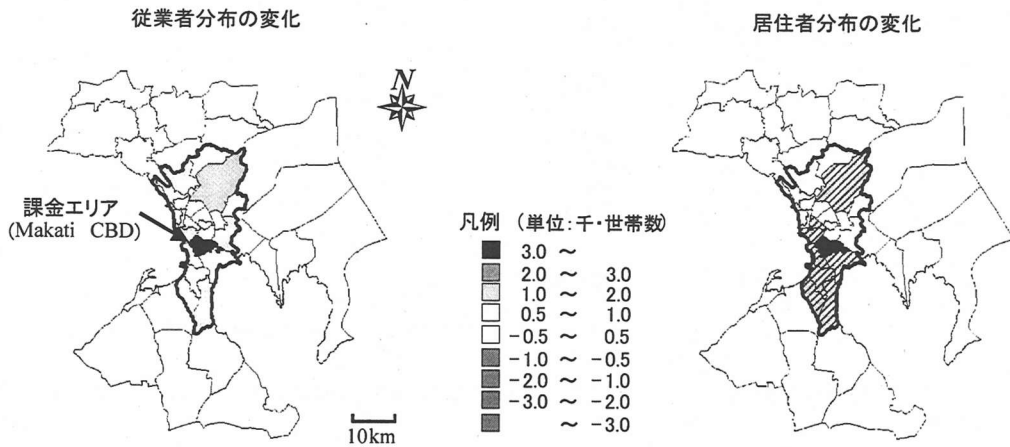 従業者分布の変化
居住者分布の変化
N
課金エリア
(Makati CBD)
凡例 (単位:千・世帯数)
3.0 ～
2.0 ～ 3.0
1.0 ～ 2.0
0.5 ～ 1.0
-0.5 ～ 0.5
-1.0 ～ -0.5
-2.0 ～ -1.0
-3.0 ～ -2.0
～ -3.0
10km